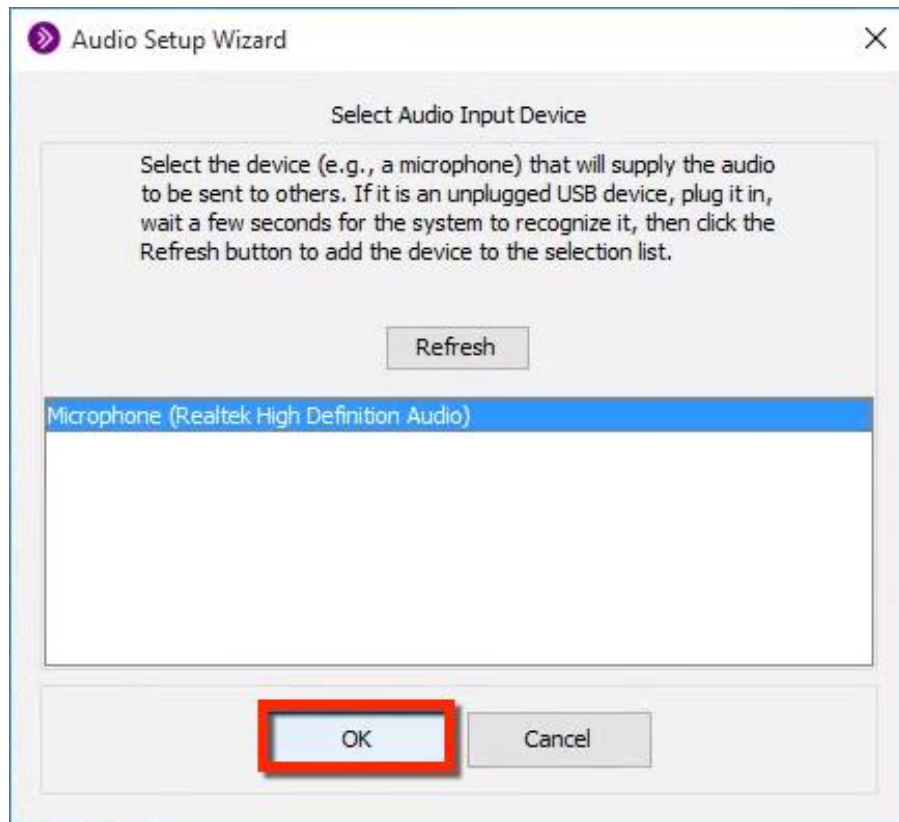 Audio Setup Wizard
Select Audio Input Device
Select the device (e.g., a microphone) that will supply the audio
to be sent to others. If it is an unplugged USB device, plug it in,
wait a few seconds for the system to recognize it, then click the
Refresh button to add the device to the selection list.
Refresh
Microphone (Realtek High Definition Audio)
OK
Cancel